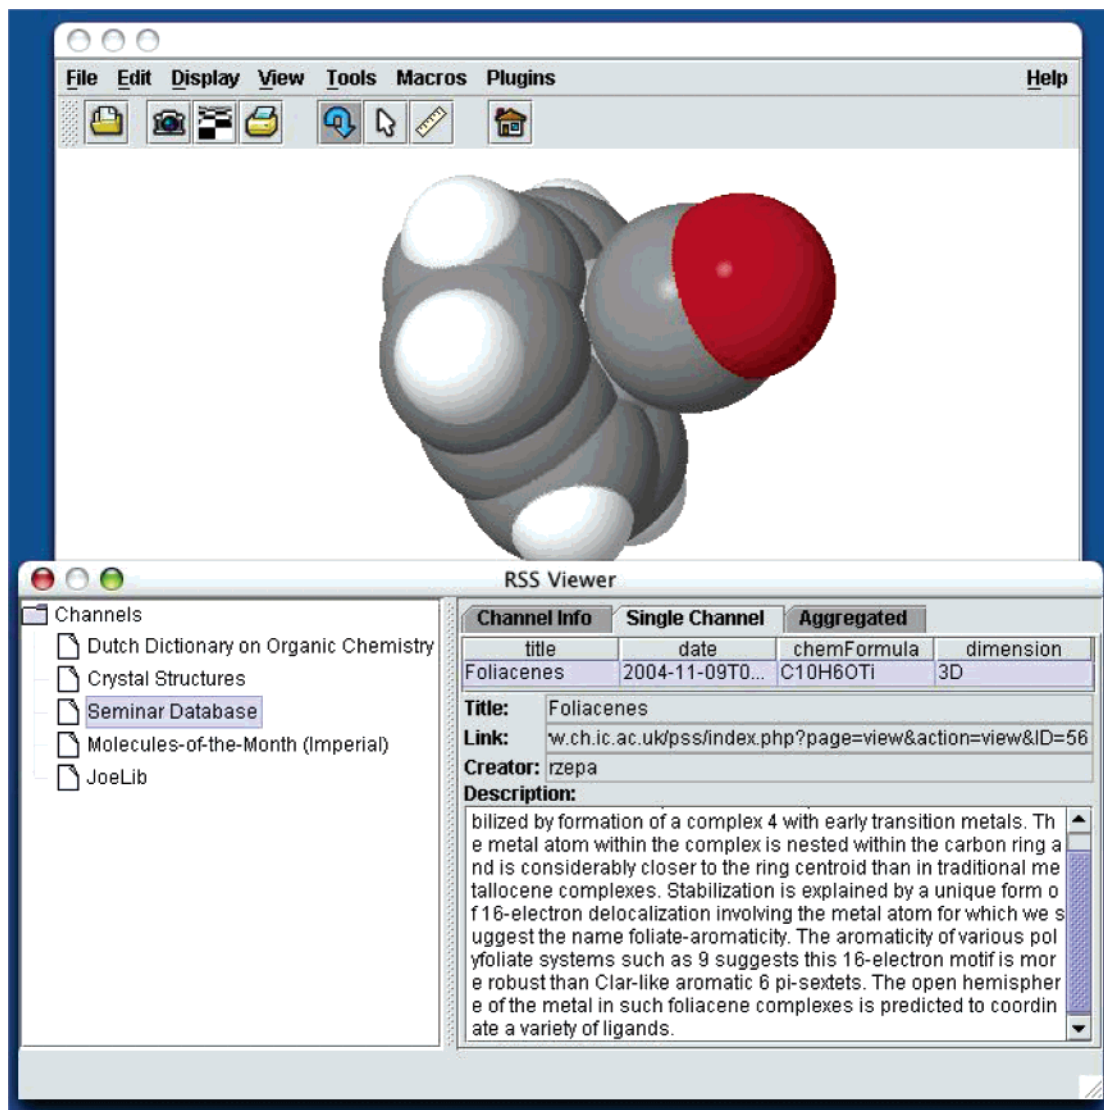 File Edit Display View Tools Macros Plugins Help
RSS Viewer
Channels
Dutch Dictionary on Organic Chemistry
Crystal Structures
Seminar Database
Molecules-of-the-Month (Imperial)
JoeLib
Channel Info Single Channel Aggregated
title date chemFormula dimension
Foliacenes 2004-11-09T0... C10H6OTi 3D
Title: Foliacenes
Link: w.ch.ic.ac.uk/pss/index.php?page=view&action=view&ID=56
Creator: rzepa
Description:
bilized by formation of a complex 4 with early transition metals. Th
e metal atom within the complex is nested within the carbon ring a
nd is considerably closer to the ring centroid than in traditional me
tallocene complexes. Stabilization is explained by a unique form o
f 16-electron delocalization involving the metal atom for which we s
uggest the name foliate-aromaticity. The aromaticity of various pol
yfoliate systems such as 9 suggests this 16-electron motif is mor
e robust than Clar-like aromatic 6 pi-sextets. The open hemispher
e of the metal in such foliacene complexes is predicted to coordin
ate a variety of ligands.